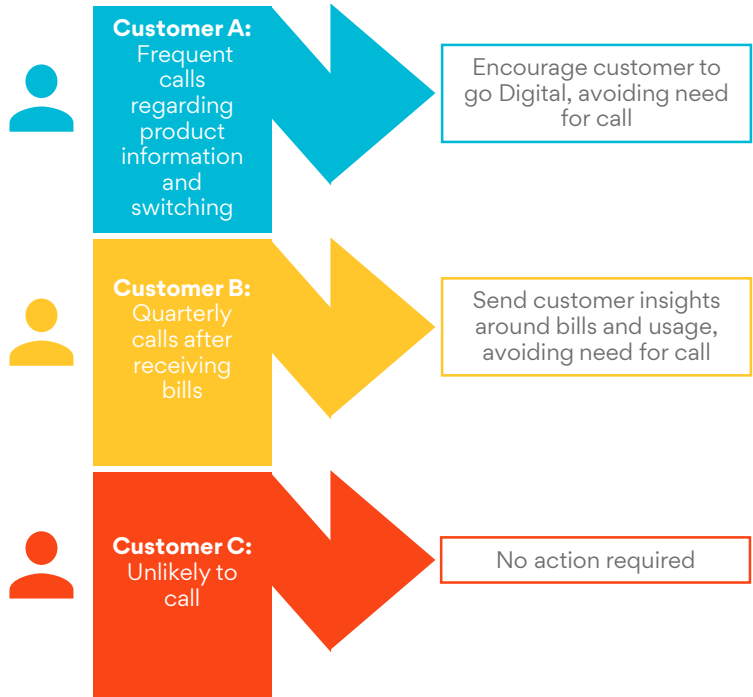 Customer A:
Frequent
calls
regarding
product
information
and
switching
Encourage customer to
go Digital, avoiding need
for call
Customer B:
Quarterly
calls after
receiving
bills
Send customer insights
around bills and usage,
avoiding need for call
Customer C:
Unlikely to
call
No action required